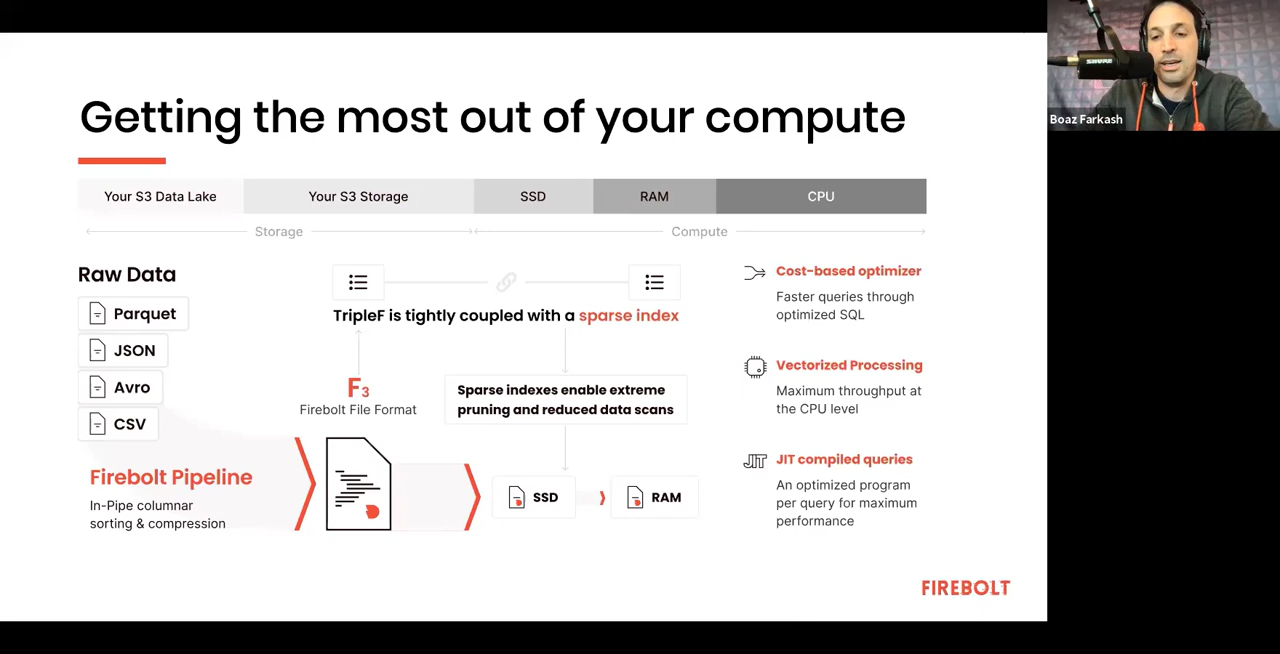 Getting the most out of your compute
Your S3 Data Lake
Your S3 Storage
SSD
RAM
CPU
Storage
Compute
Raw Data
Parquet
JSON
Avro
CSV
Firebolt Pipeline
In-Pipe columnar
sorting & compression
TripleF is tightly coupled with a sparse index
F3
Firebolt File Format
Sparse indexes enable extreme
pruning and reduced data scans
SSD
RAM
Cost-based optimizer
Faster queries through
optimized SQL
Vectorized Processing
Maximum throughput at
the CPU level
JIT
JIT compiled queries
An optimized program
per query for maximum
performance
FIREBOLT
SHURE
Boaz Farkash